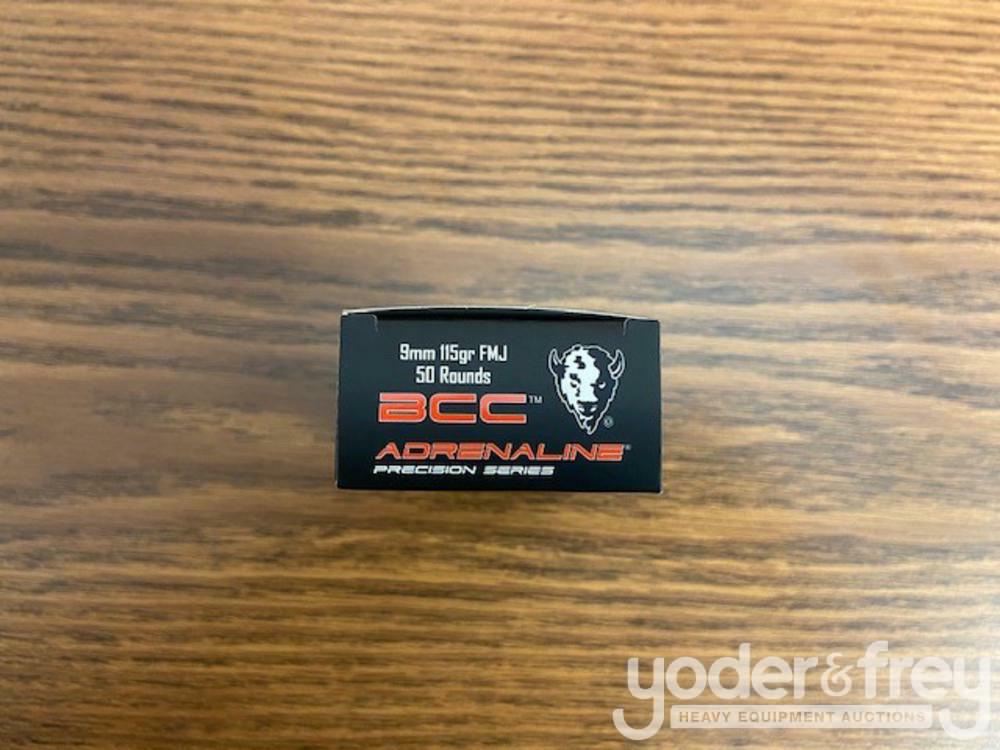 9mm 115gr FMJ
50 Rounds
BCC™
ADRENALINE®
PRECISION SERIES
yoder&frey
HEAVY EQUIPMENT AUCTIONS